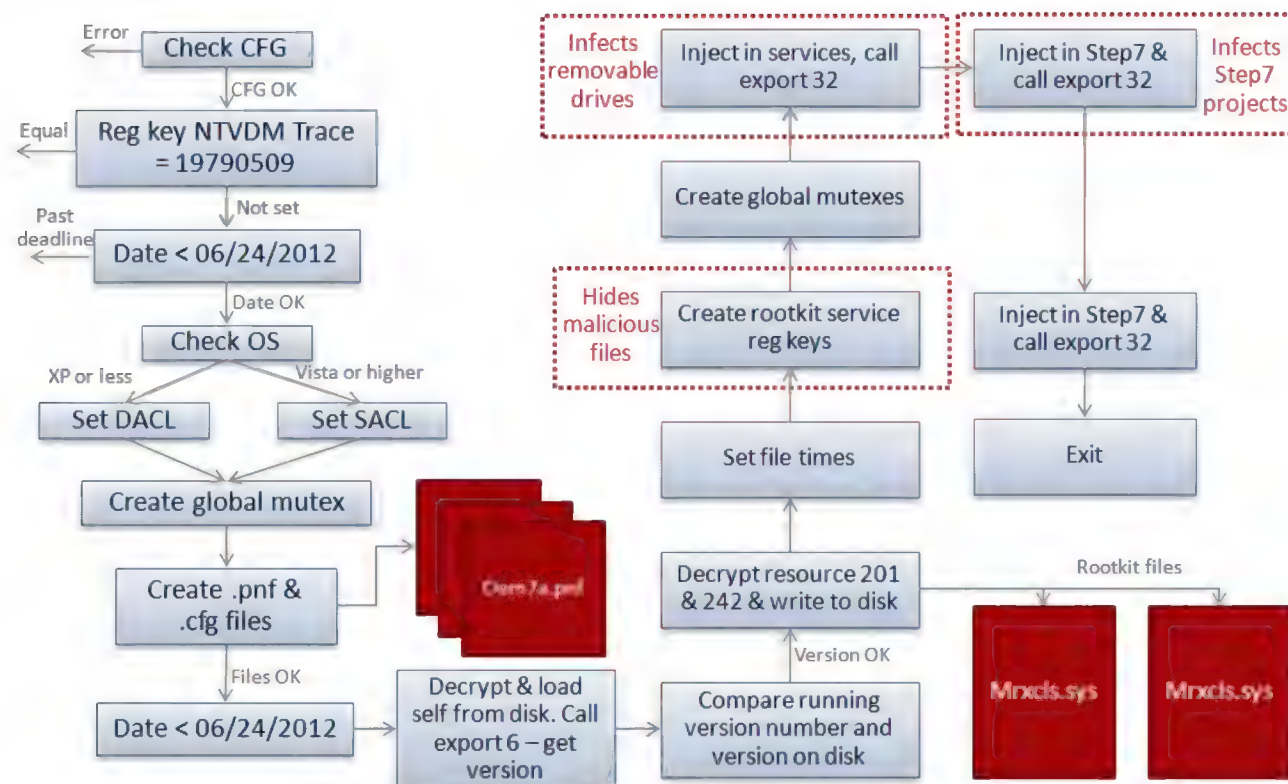 Error
Check CFG
CFG OK
Equal
Reg key NTVDM Trace
= 19790509
Not set
Past
deadline
Date < 06/24/2012
Date OK
Check OS
XP or less
Vista or higher
Set DACL
Set SACL
Create global mutex
Create .pnf &
.cfg files
Oem7a.pnf
Files OK
Date < 06/24/2012
Decrypt & load
self from disk. Call
export 6 – get
version
Compare running
version number and
version on disk
Version OK
Decrypt resource 201
& 242 & write to disk
Rootkit files
Mrxcls.sys
Mrxcls.sys
Set file times
Hides
malicious
files
Create rootkit service
reg keys
Create global mutexes
Infects
removable
drives
Inject in services, call
export 32
Inject in Step7 &
call export 32
Infects
Step7
projects
Inject in Step7 &
call export 32
Exit